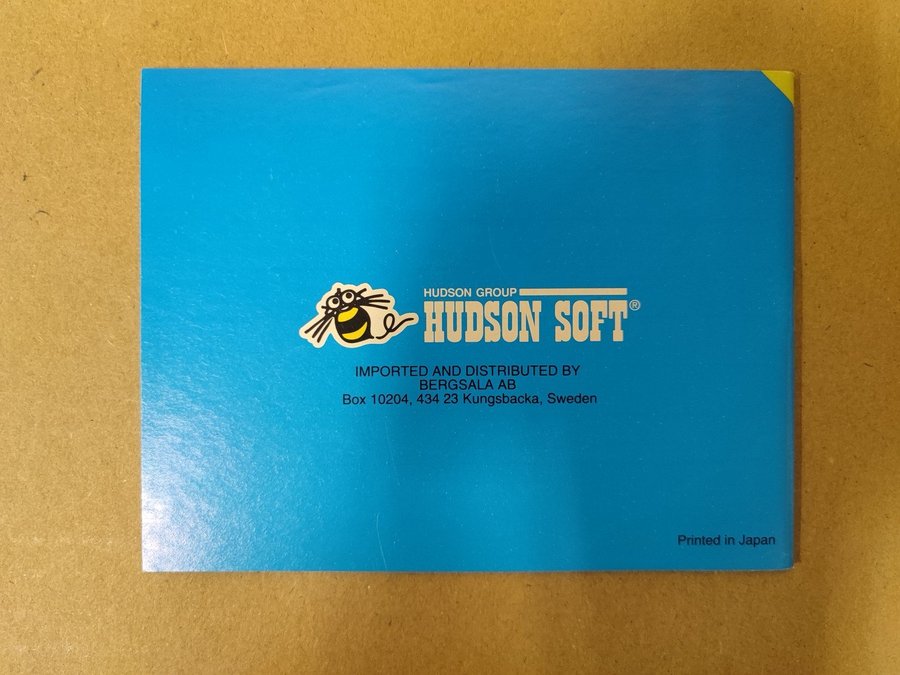 HUDSON GROUP
HUDSON SOFT®
IMPORTED AND DISTRIBUTED BY
BERGSALA AB
Box 10204, 434 23 Kungsbacka, Sweden
Printed in Japan